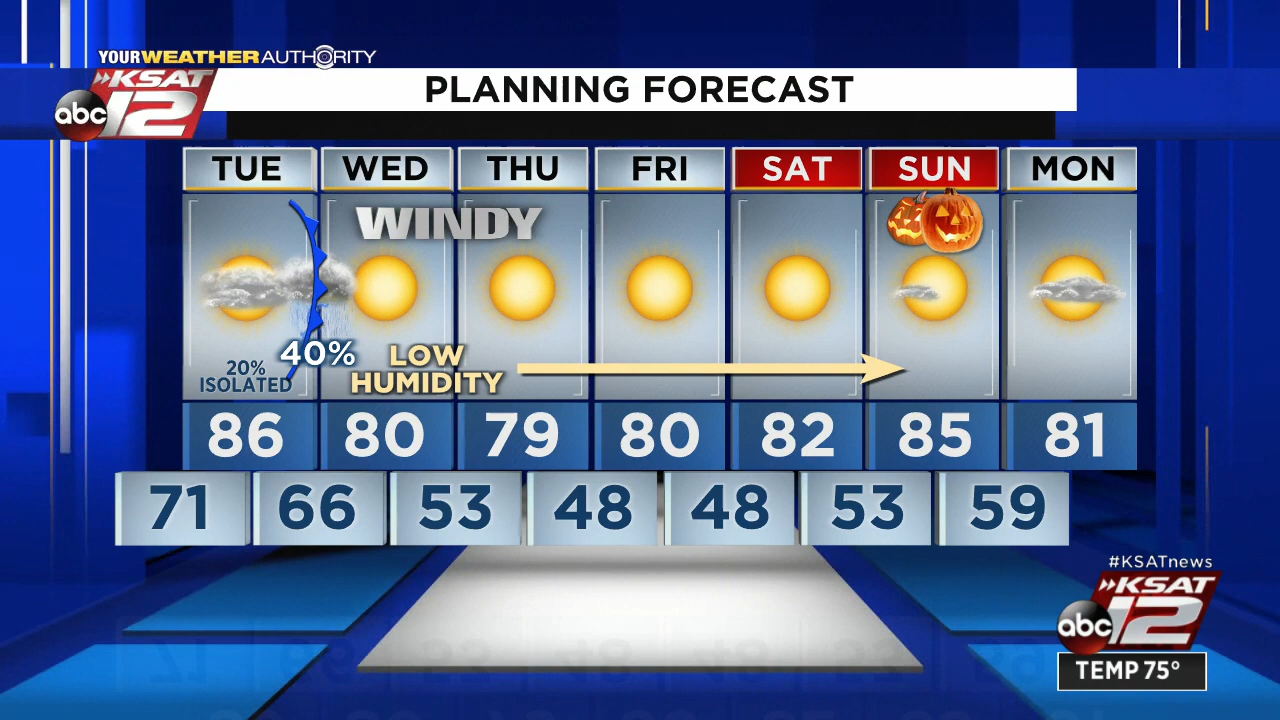 YOURWEATHERAUTHORITY
KSAT
abc 12
PLANNING FORECAST
TUE WED THU FRI SAT SUN MON
WINDY
20% ISOLATED
40%
LOW HUMIDITY
86 80 79 80 82 85 81
71 66 53 48 48 53 59
#KSATnews
KSAT
abc 12
TEMP 75°